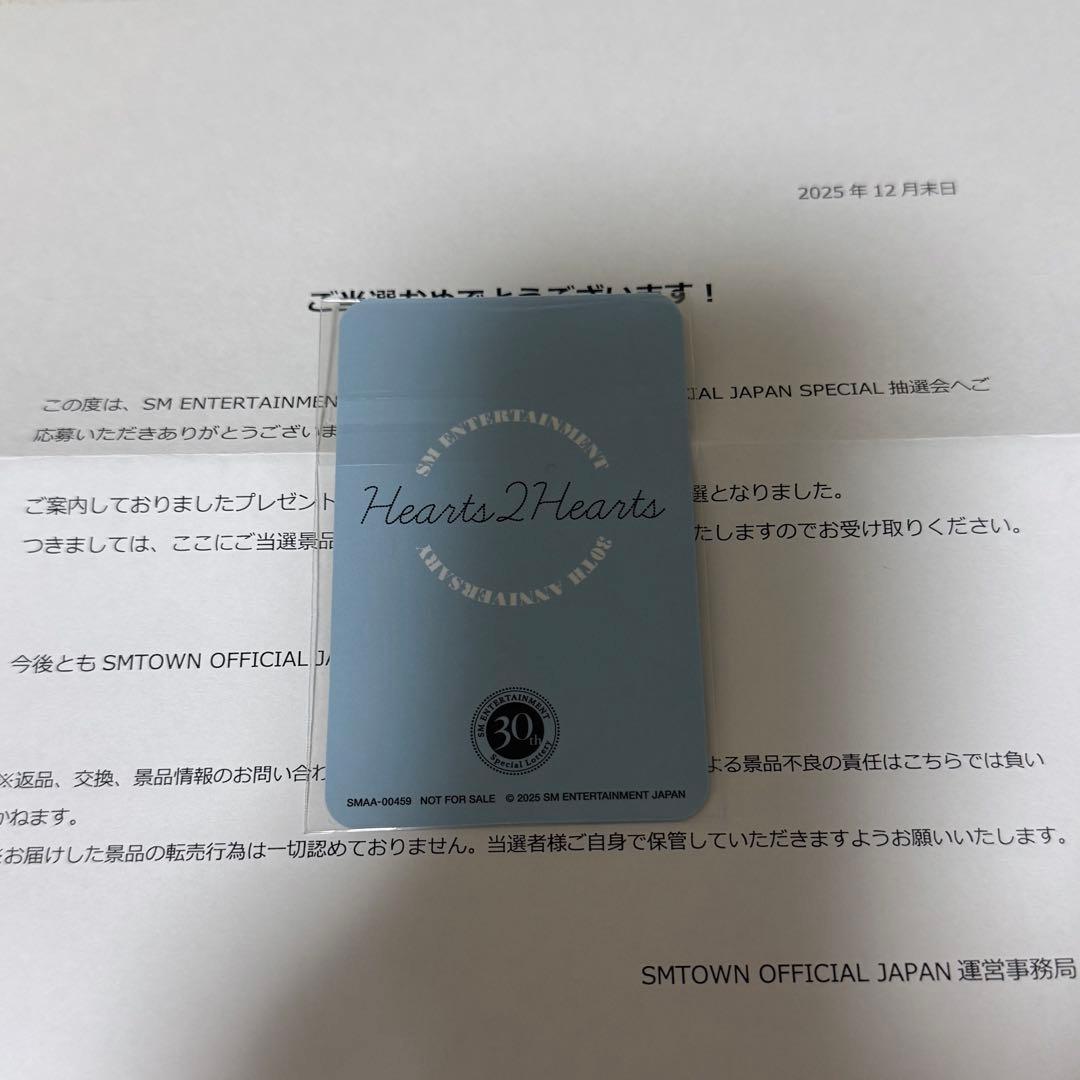 2025年12月末日
ご当選おめでとうございます！
この度は、SM ENTERTAINMEN
IAL JAPAN SPECIAL 抽選会へご
応募いただきありがとうございま
ご案内しておりましたプレゼント
選となりました。
つきましては、ここにご当選景品
たしますのでお受け取りください。
今後とも SMTOWN OFFICIAL JA
※返品、交換、景品情報のお問い合わ
よる景品不良の責任はこちらでは負い
かねます。
※お届けした景品の転売行為は一切認めておりません。当選者様ご自身で保管していただきますようお願いいたします。
SMTOWN OFFICIAL JAPAN 運営事務局
SM ENTERTAINMENT
Hearts2Hearts
30TH ANNIVERSARY
SM ENTERTAINMENT
30th
Special Lottery
SMAA-00459 NOT FOR SALE © 2025 SM ENTERTAINMENT JAPAN